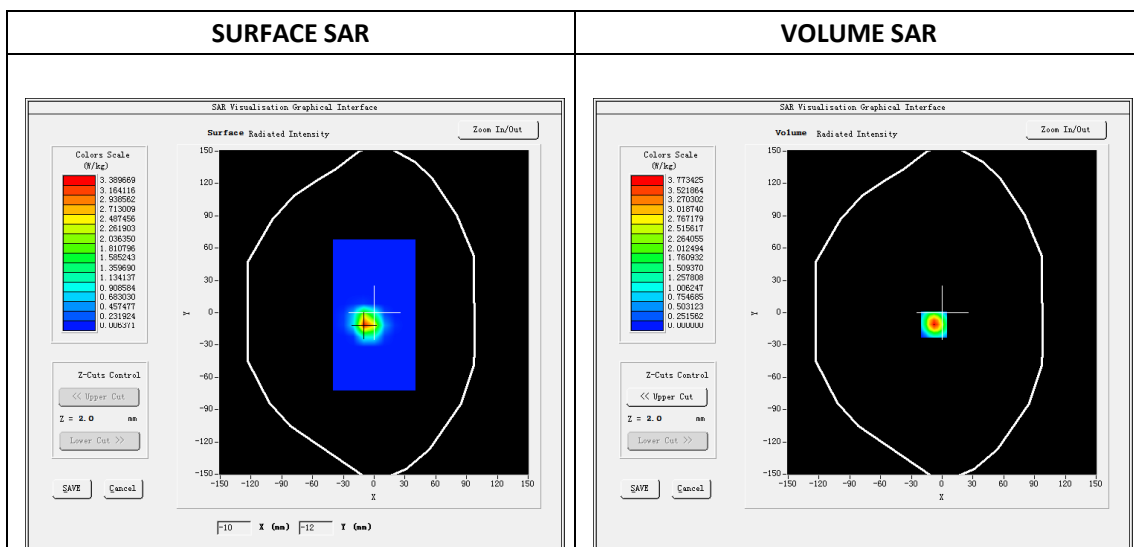 SURFACE SAR
VOLUME SAR
SAR Visualisation Graphical Interface
Surface Radiated Intensity
Zoom In/Out
Colors Scale
(W/kg)
3.389669
3.164116
2.938562
2.713009
2.487456
2.261903
2.036350
1.810796
1.585243
1.359690
1.134137
0.908584
0.683030
0.457477
0.231924
0.006371
150
120
90
60
30
0
-30
-60
-90
-120
-150
Y
-150 -120 -90 -60 -30 0 30 60 90 120 150
X
Z-Cuts Control
<< Upper Cut
Z = 2.0 mm
Lower Cut >>
SAVE Cancel
-10 X (mm) -12 Y (mm)
SAR Visualisation Graphical Interface
Volume Radiated Intensity
Zoom In/Out
Colors Scale
(W/kg)
3.773425
3.521864
3.270302
3.018740
2.767179
2.515617
2.264055
2.012494
1.760932
1.509370
1.257808
1.006247
0.754685
0.503123
0.251562
0.000000
150
120
90
60
30
0
-30
-60
-90
-120
-150
Y
-150 -120 -90 -60 -30 0 30 60 90 120 150
X
Z-Cuts Control
<< Upper Cut
Z = 2.0 mm
Lower Cut >>
SAVE Cancel